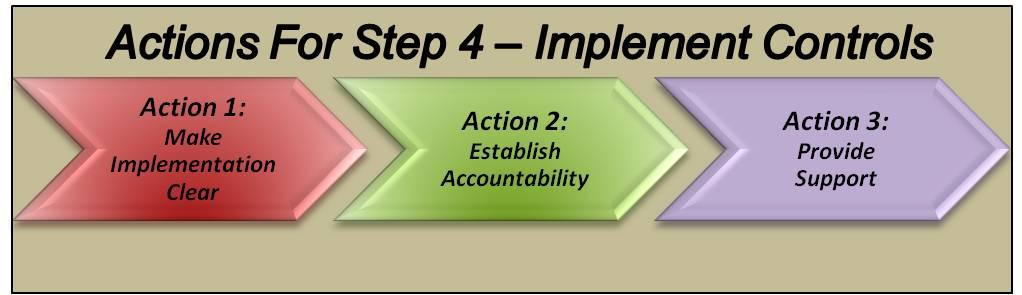 Actions For Step 4 – Implement Controls
Action 1:
Make
Implementation
Clear
Action 2:
Establish
Accountability
Action 3:
Provide
Support